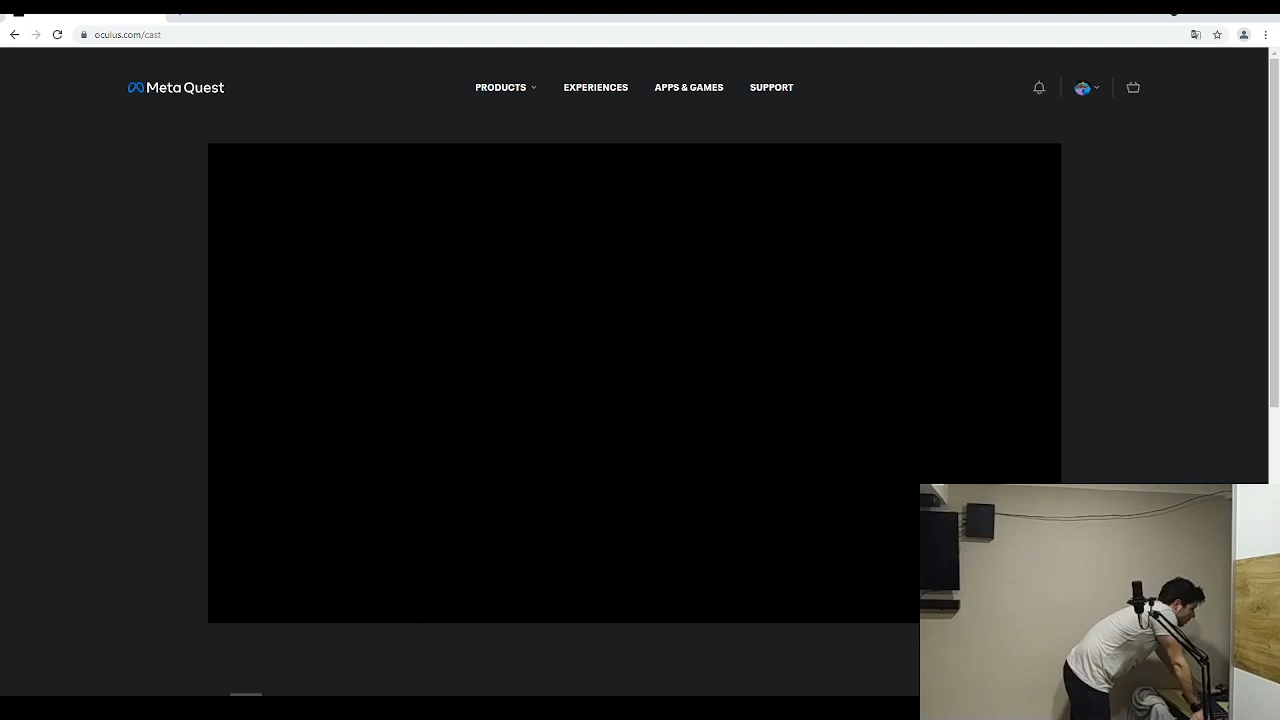 oculus.com/cast
Meta Quest
PRODUCTS
EXPERIENCES
APPS & GAMES
SUPPORT